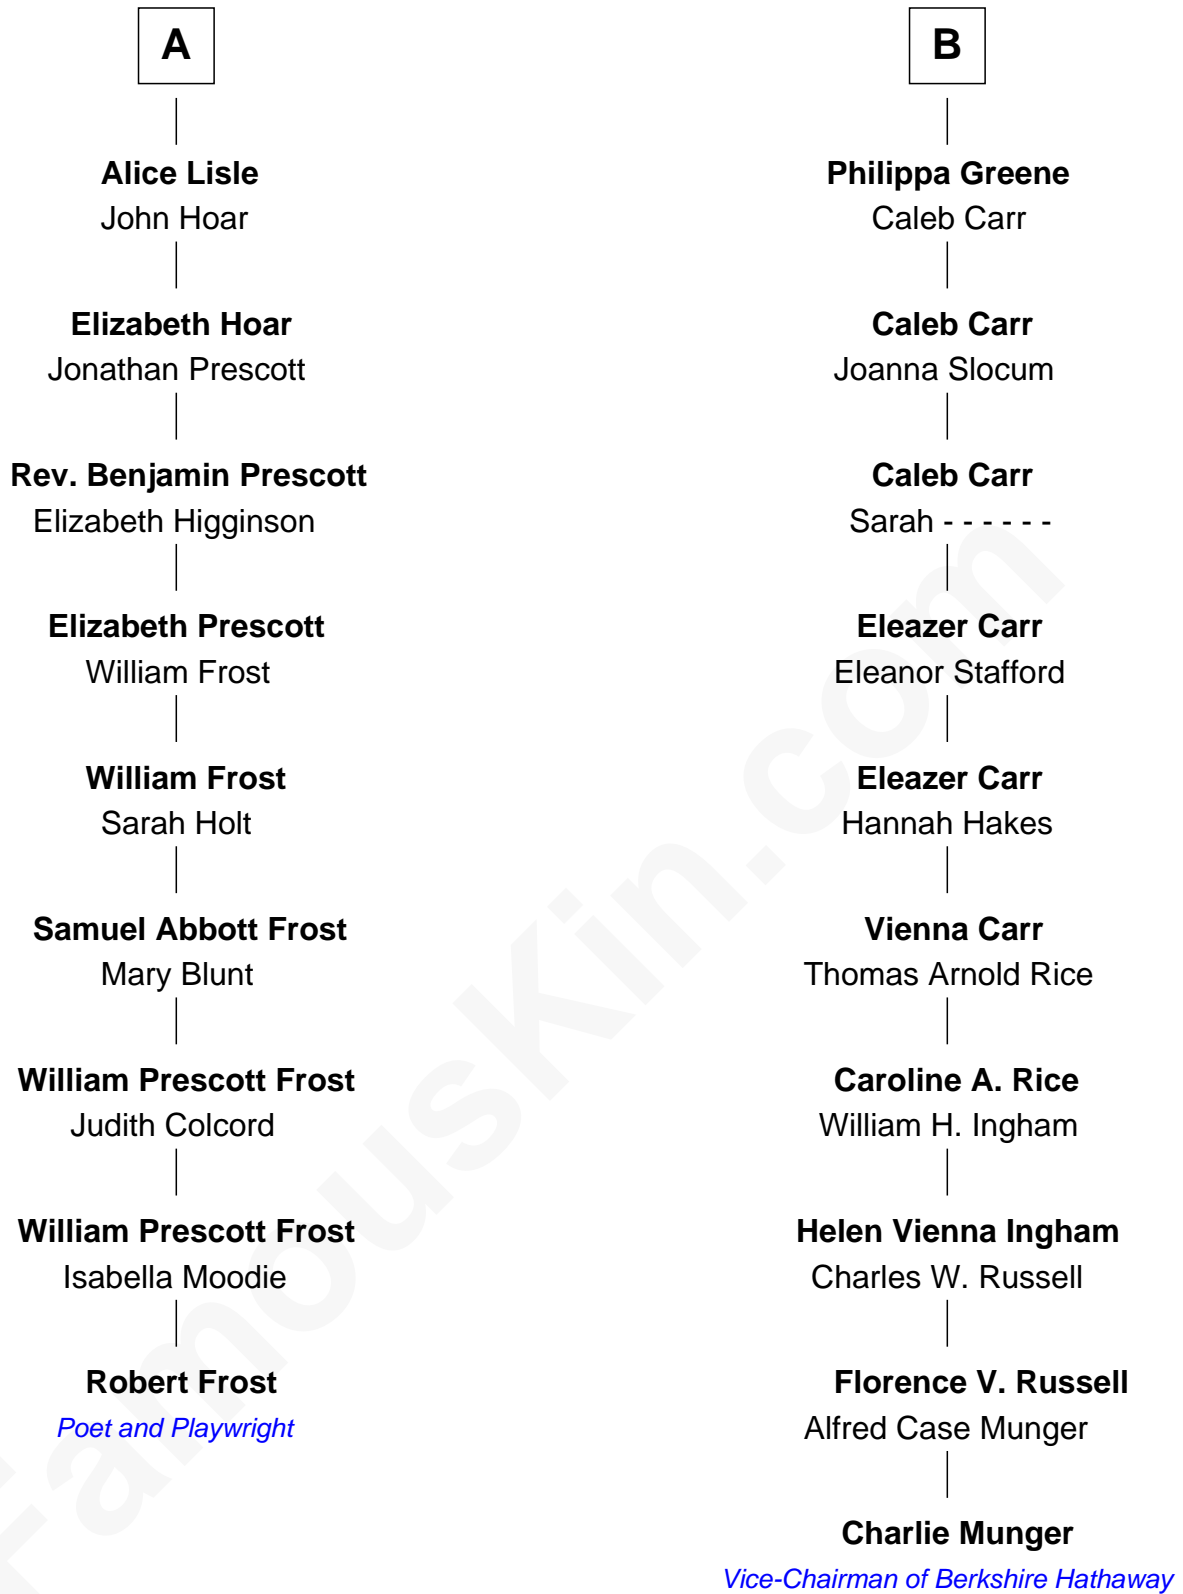 A
Alice Lisle
John Hoar
Elizabeth Hoar
Jonathan Prescott
Rev. Benjamin Prescott
Elizabeth Higginson
Elizabeth Prescott
William Frost
William Frost
Sarah Holt
Samuel Abbott Frost
Mary Blunt
William Prescott Frost
Judith Colcord
William Prescott Frost
Isabella Moodie
Robert Frost
Poet and Playwright
B
Philippa Greene
Caleb Carr
Caleb Carr
Joanna Slocum
Caleb Carr
Sarah - - - - - -
Eleazer Carr
Eleanor Stafford
Eleazer Carr
Hannah Hakes
Vienna Carr
Thomas Arnold Rice
Caroline A. Rice
William H. Ingham
Helen Vienna Ingham
Charles W. Russell
Florence V. Russell
Alfred Case Munger
Charlie Munger
Vice-Chairman of Berkshire Hathaway
FamousKin.com